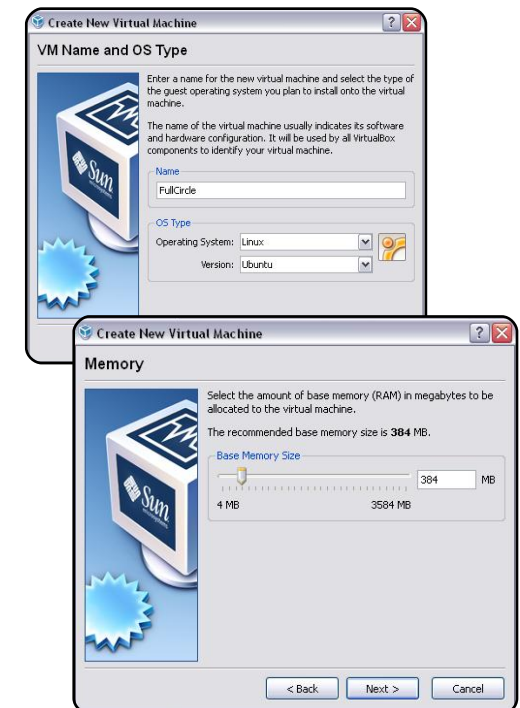 Create New Virtual Machine
VM Name and OS Type
Enter a name for the new virtual machine and select the type of
the guest operating system you plan to install onto the virtual
machine.
The name of the virtual machine usually indicates its software
and hardware configuration. It will be used by all VirtualBox
components to identify your virtual machine.
Name
FullCircle
OS Type
Operating System: Linux
Version: Ubuntu
Sun
microsystems
Create New Virtual Machine
Memory
Select the amount of base memory (RAM) in megabytes to be
allocated to the virtual machine.
The recommended base memory size is 384 MB.
Base Memory Size
384 MB
4 MB 3584 MB
Sun
microsystems
< Back Next > Cancel